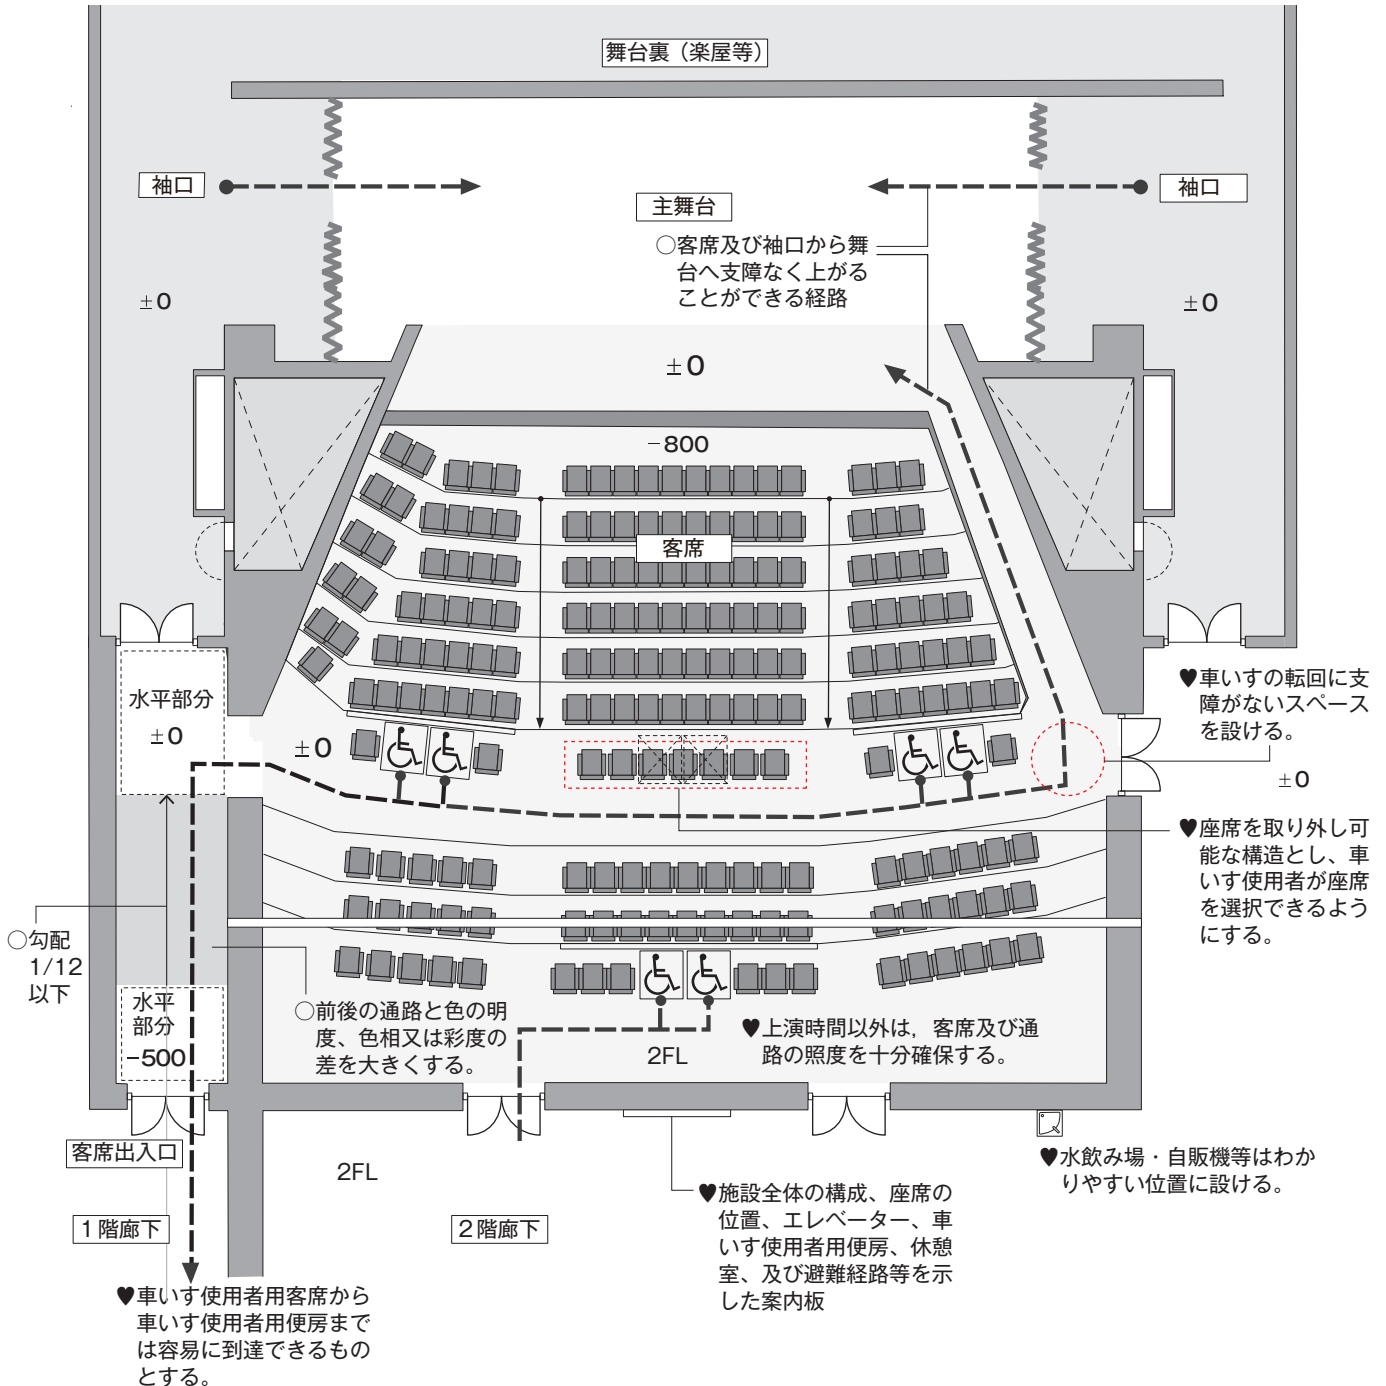 舞台裏（楽屋等）
袖口
袖口
主舞台
○客席及び袖口から舞
台へ支障なく上がる
ことができる経路
±0
±0
±0
−800
客席
水平部分
±0
±0
♥車いすの転回に支
障がないスペース
を設ける。
±0
♥座席を取り外し可
能な構造とし、車
いす使用者が座席
を選択できるよう
にする。
○勾配
1/12
以下
水平
部分
−500
○前後の通路と色の明
度、色相又は彩度の
差を大きくする。
♥上演時間以外は，客席及び通
路の照度を十分確保する。
2FL
客席出入口
2FL
♥水飲み場・自販機等はわか
りやすい位置に設ける。
1階廊下
2階廊下
♥施設全体の構成、座席の
位置、エレベーター、車
いす使用者用便房、休憩
室、及び避難経路等を示
した案内板
♥車いす使用者用客席から
車いす使用者用便房まで
は容易に到達できるもの
とする。